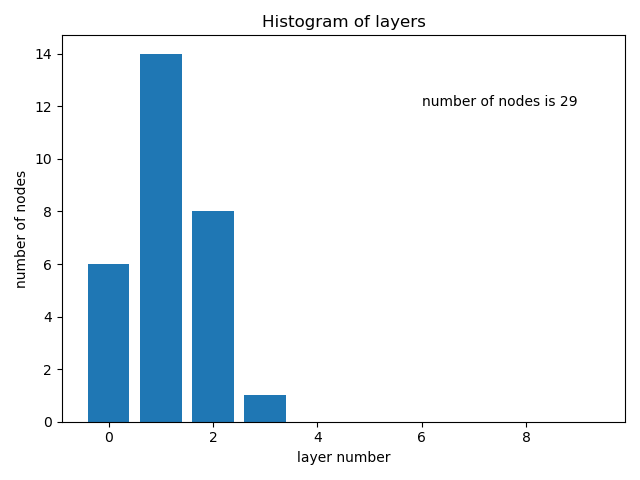 Histogram of layers
number of nodes is 29
number of nodes
14
12
10
8
6
4
2
0
0 2 4 6 8
layer number